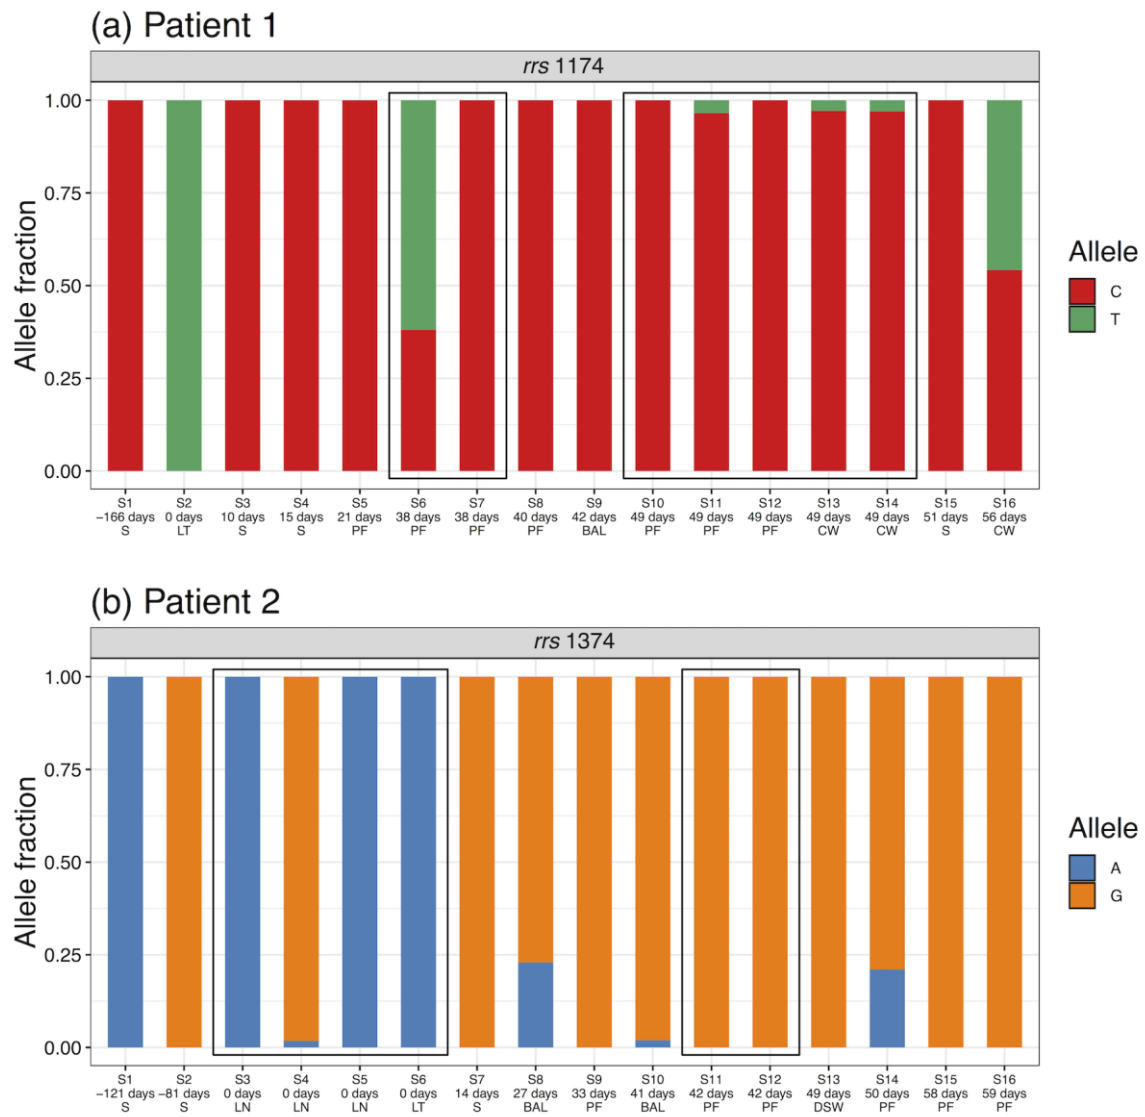 (a) Patient 1
rrs 1174
1.00
0.75
0.50
0.25
0.00
Allele fraction
S1 S2 S3 S4 S5 S6 S7 S8 S9 S10 S11 S12 S13 S14 S15 S16
−166 days 0 days 10 days 15 days 21 days 38 days 38 days 40 days 42 days 49 days 49 days 49 days 49 days 49 days 51 days 56 days
S LT S S PF PF PF PF BAL PF PF PF CW CW S CW
Allele
C
T
(b) Patient 2
rrs 1374
1.00
0.75
0.50
0.25
0.00
Allele fraction
S1 S2 S3 S4 S5 S6 S7 S8 S9 S10 S11 S12 S13 S14 S15 S16
−121 days −81 days 0 days 0 days 0 days 0 days 14 days 27 days 33 days 41 days 42 days 42 days 49 days 50 days 58 days 59 days
S S LN LN LN LT S BAL PF BAL PF PF DSW PF PF PF
Allele
A
G